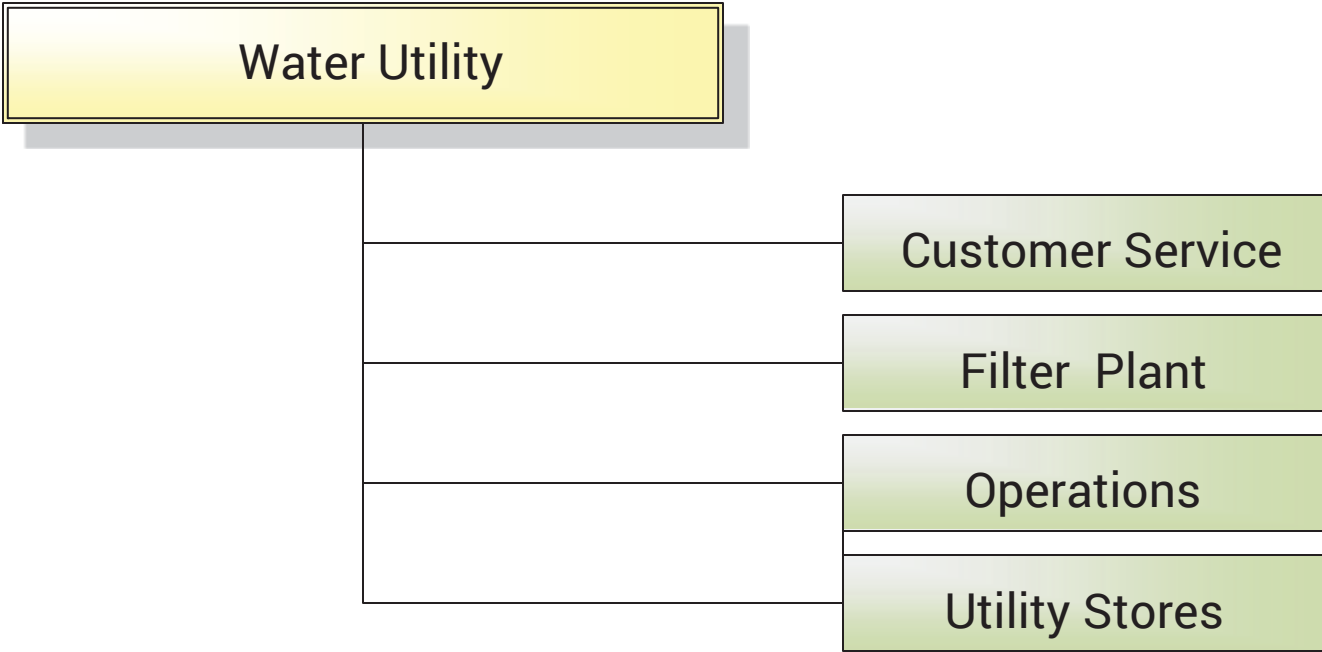 Water Utility
Customer Service
Filter  Plant
Operations
Utility Stores